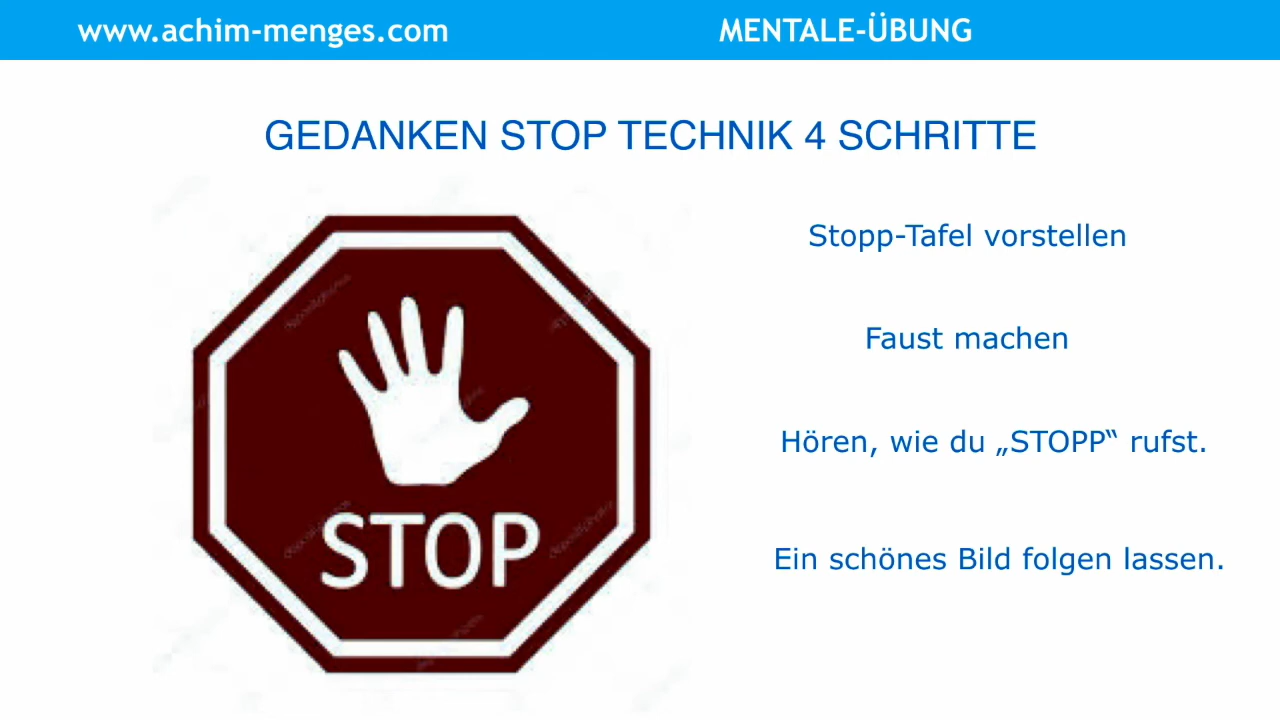 www.achim-menges.com
MENTALE-ÜBUNG
GEDANKEN STOP TECHNIK 4 SCHRITTE
Stopp-Tafel vorstellen
Faust machen
Hören, wie du „STOPP“ rufst.
Ein schönes Bild folgen lassen.
STOP